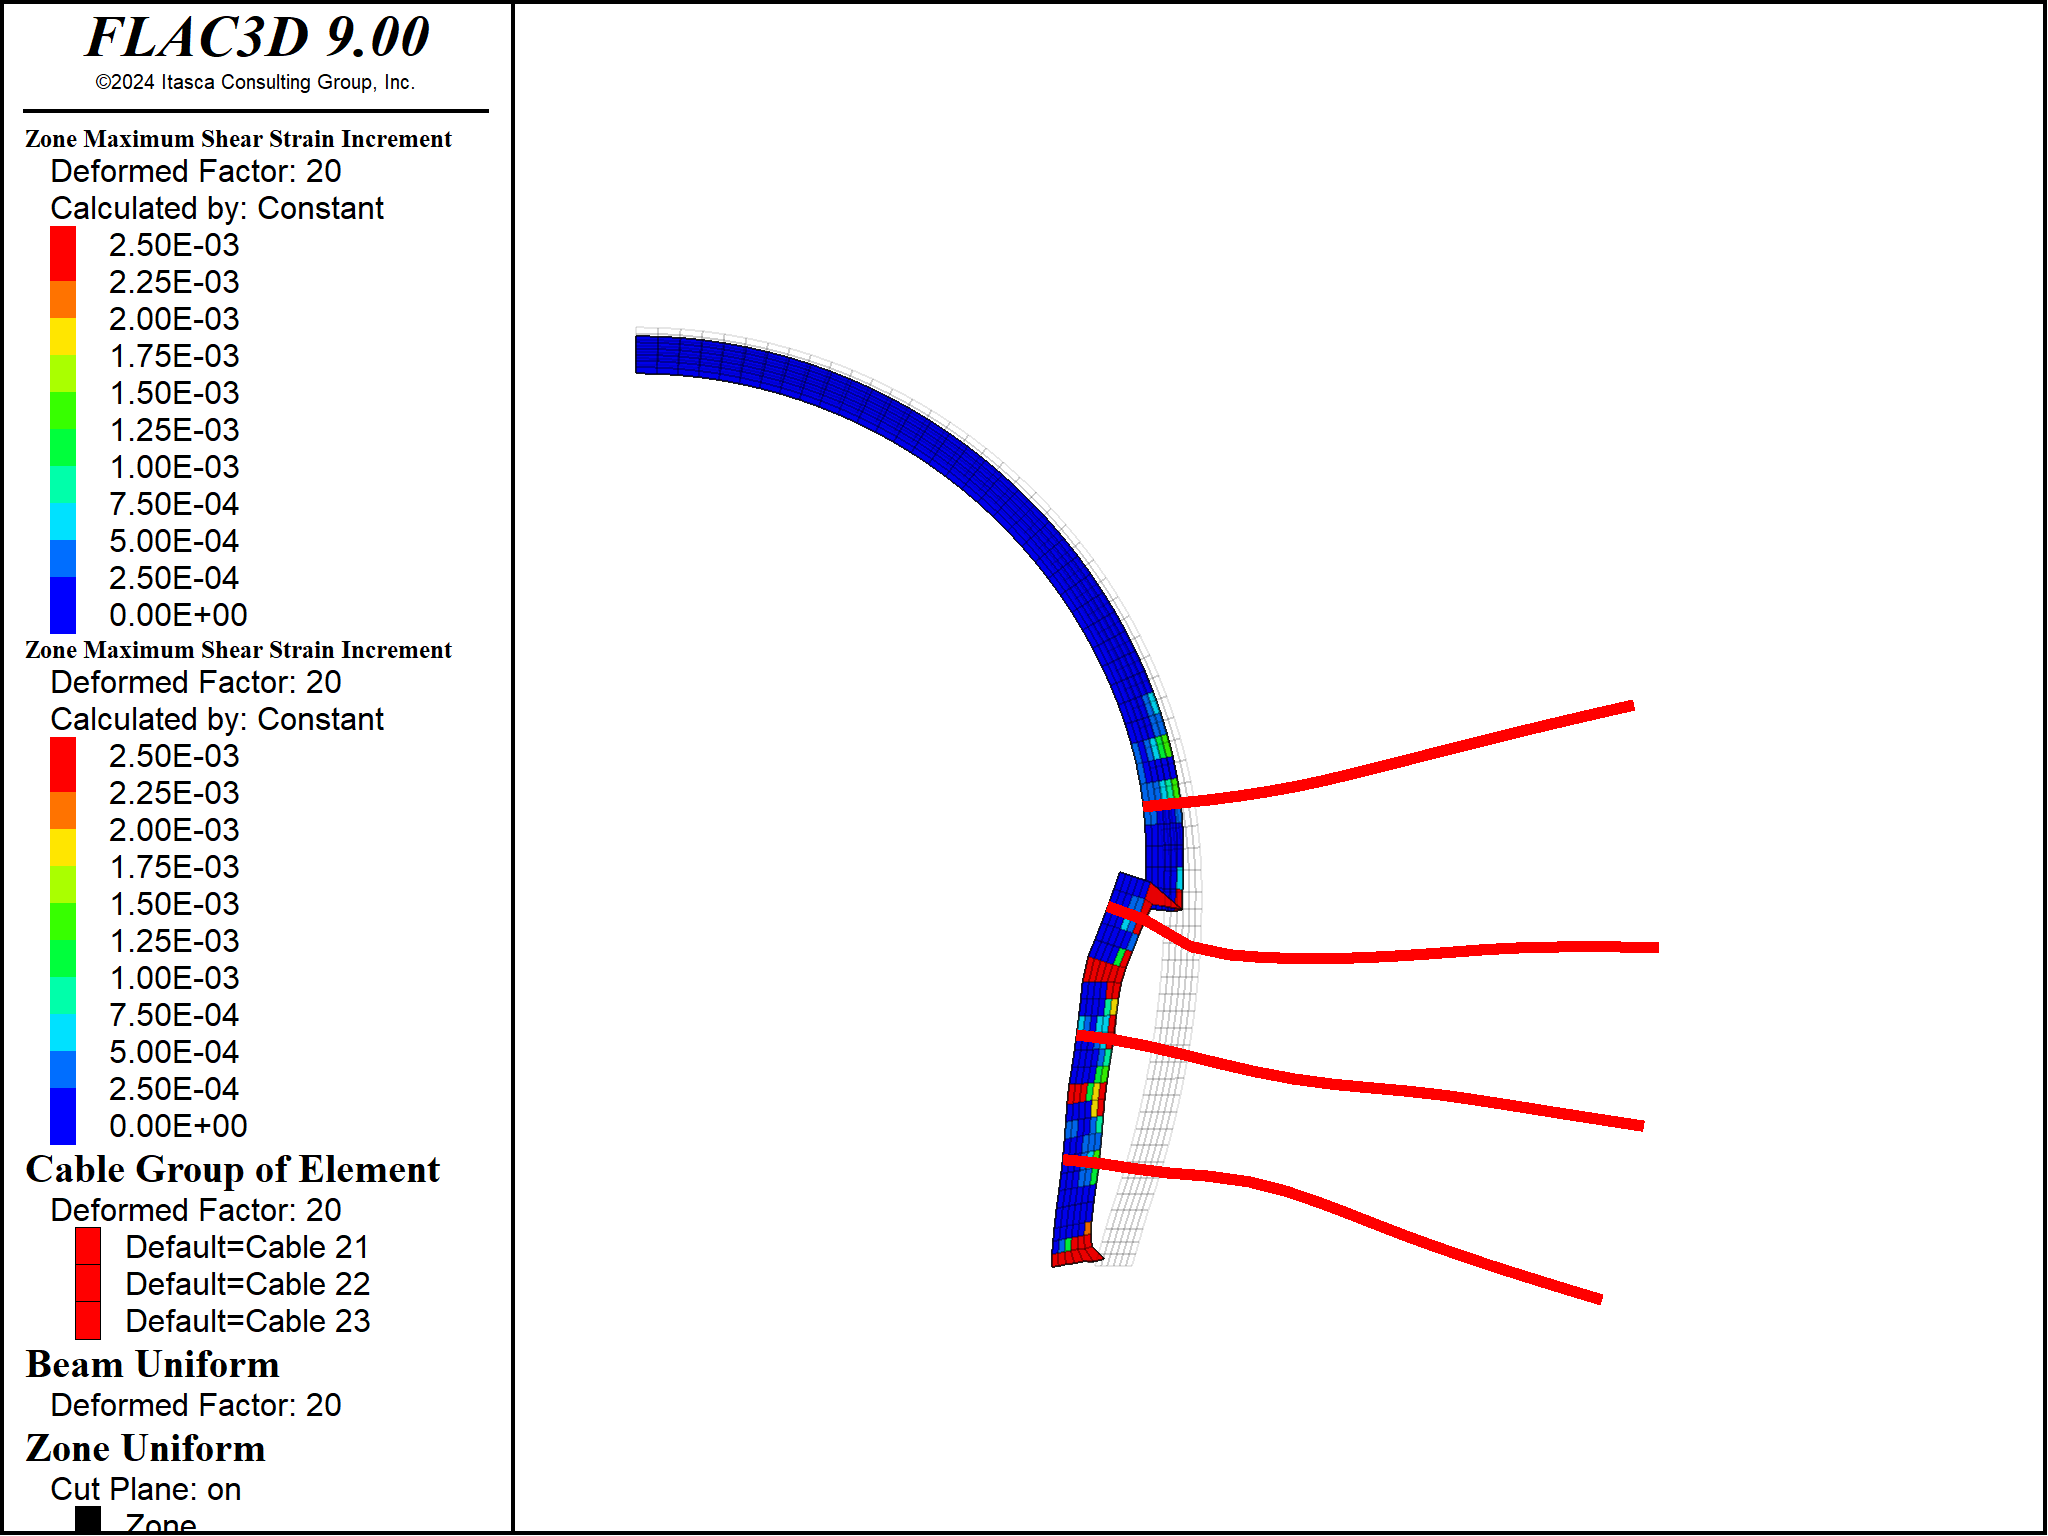 FLAC3D 9.00
©2024 Itasca Consulting Group, Inc.
Zone Maximum Shear Strain Increment
Deformed Factor: 20
Calculated by: Constant
2.50E-03
2.25E-03
2.00E-03
1.75E-03
1.50E-03
1.25E-03
1.00E-03
7.50E-04
5.00E-04
2.50E-04
0.00E+00
Zone Maximum Shear Strain Increment
Deformed Factor: 20
Calculated by: Constant
2.50E-03
2.25E-03
2.00E-03
1.75E-03
1.50E-03
1.25E-03
1.00E-03
7.50E-04
5.00E-04
2.50E-04
0.00E+00
Cable Group of Element
Deformed Factor: 20
Default=Cable 21
Default=Cable 22
Default=Cable 23
Beam Uniform
Deformed Factor: 20
Zone Uniform
Cut Plane: on
Zone